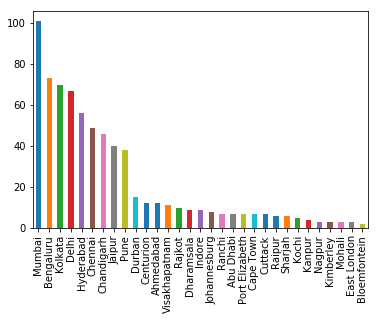 100
80
60
40
20
0
Mumbai
Bengaluru
Kolkata
Delhi
Hyderabad
Chennai
Chandigarh
Jaipur
Pune
Durban
Centurion
Ahmedabad
Visakhapatnam
Rajkot
Dharamsala
Indore
Johannesburg
Ranchi
Abu Dhabi
Port Elizabeth
Cape Town
Cuttack
Raipur
Sharjah
Kochi
Kanpur
Nagpur
Kimberley
Mohali
East London
Bloemfontein